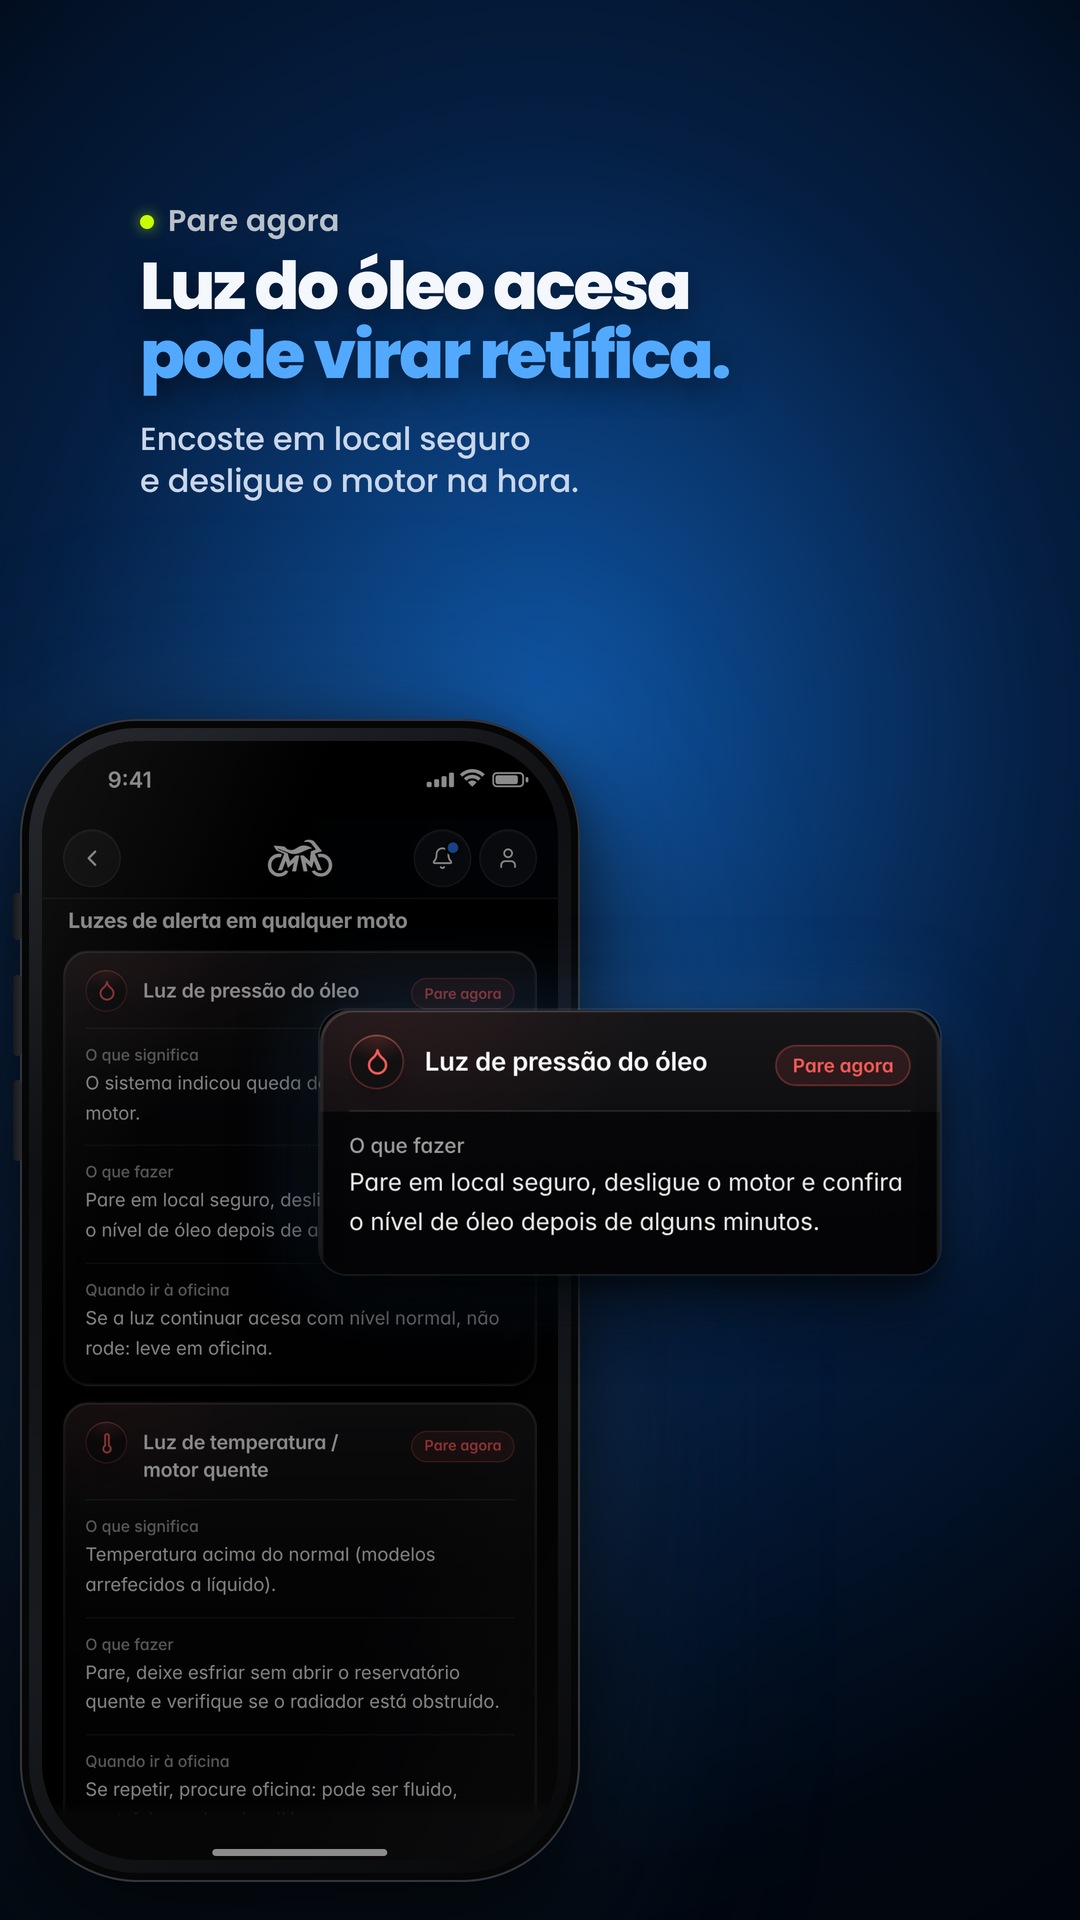 Pare agora
Luz do óleo acesa
pode virar retífica.
Encoste em local seguro
e desligue o motor na hora.
9:41
MM
Luzes de alerta em qualquer moto
Luz de pressão do óleo
Pare agora
O que significa
O sistema indicou queda
motor.
O que fazer
Pare em local seguro,
o nível de óleo depois de
Quando ir à oficina
Se a luz continuar acesa com nível normal, não
rode: leve em oficina.
Luz de pressão do óleo
Pare agora
O que fazer
Pare em local seguro, desligue o motor e confira
o nível de óleo depois de alguns minutos.
Luz de temperatura /
motor quente
Pare agora
O que significa
Temperatura acima do normal (modelos
arrefecidos a líquido).
O que fazer
Pare, deixe esfriar sem abrir o reservatório
quente e verifique se o radiador está obstruído.
Quando ir à oficina
Se repetir, procure oficina: pode ser fluido,